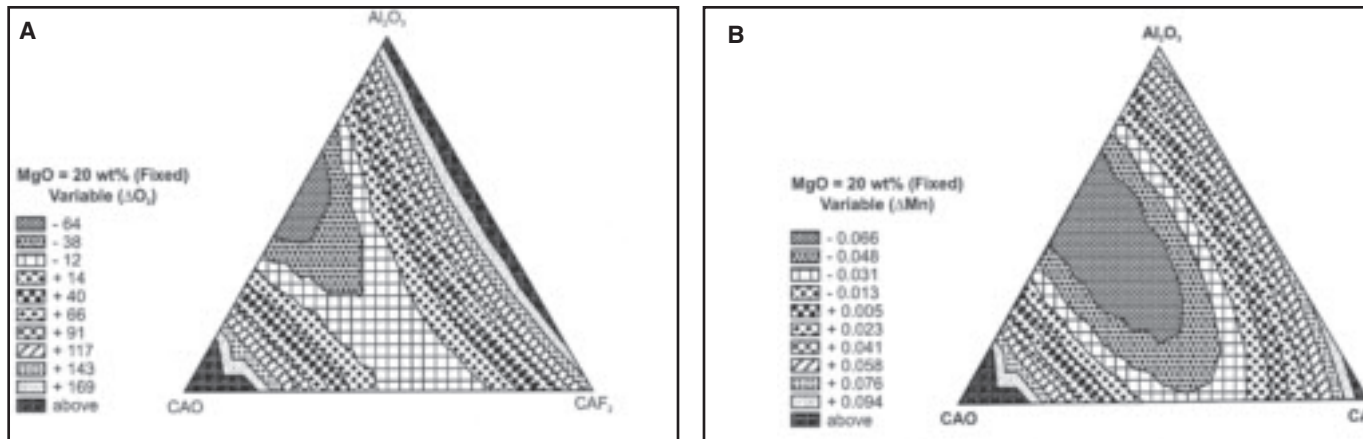 A
Al₂O₃
MgO = 20 wt% (Fixed)
Variable (ΔO₂)
- 64
- 38
- 12
+ 14
+ 40
+ 66
+ 91
+ 117
+ 143
+ 169
above
CAO
CAF₂
B
Al₂O₃
MgO = 20 wt% (Fixed)
Variable (ΔMn)
- 0.066
- 0.048
- 0.031
- 0.013
+ 0.005
+ 0.023
+ 0.041
+ 0.058
+ 0.076
+ 0.094
above
CAO
CA